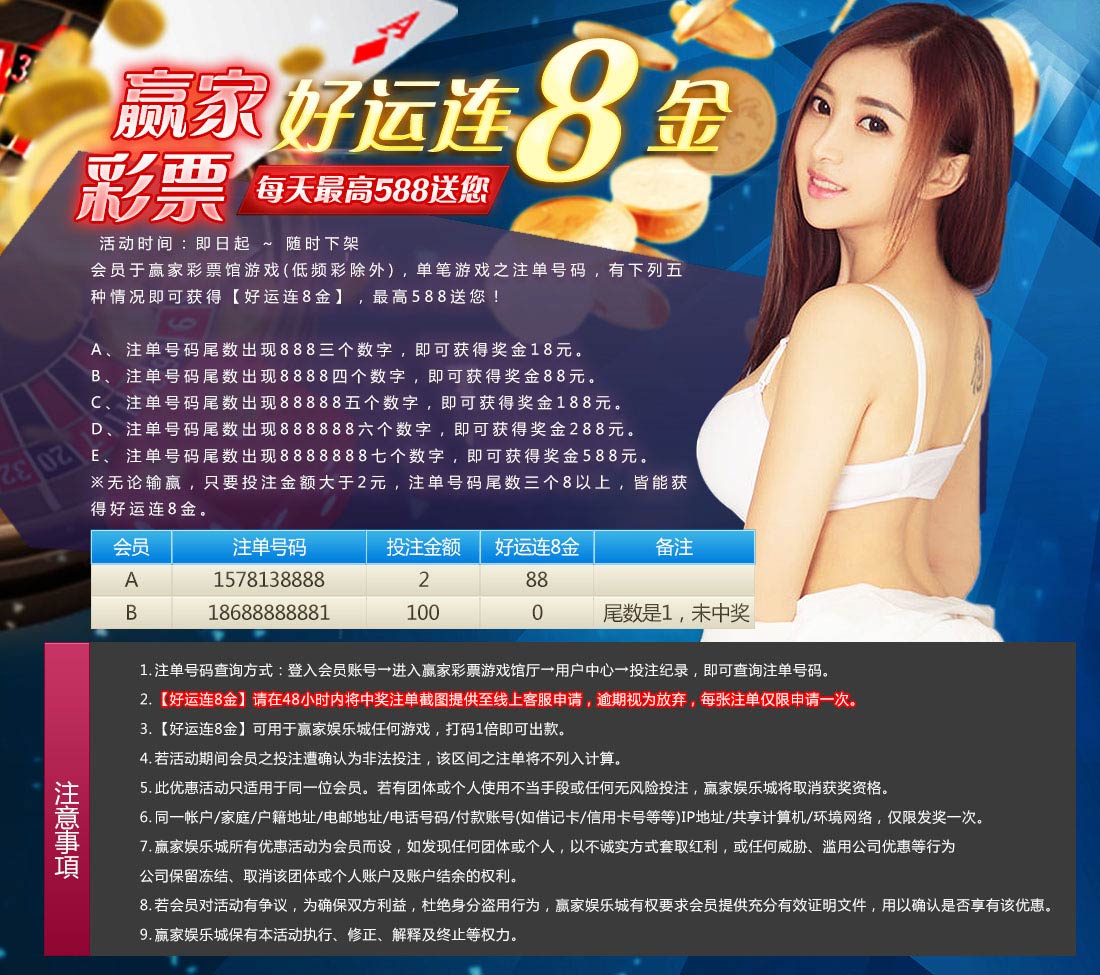 赢家 好运连8金
彩票 每天最高588送您
活动时间：即日起 ~ 随时下架
会员于赢家彩票馆游戏(低频彩除外)，单笔游戏之注单号码，有下列五
种情况即可获得【好运连8金】，最高588送您！
A、注单号码尾数出现888三个数字，即可获得奖金18元。
B、注单号码尾数出现8888四个数字，即可获得奖金88元。
C、注单号码尾数出现88888五个数字，即可获得奖金188元。
D、注单号码尾数出现888888六个数字，即可获得奖金288元。
E、注单号码尾数出现8888888七个数字，即可获得奖金588元。
※无论输赢，只要投注金额大于2元，注单号码尾数三个8以上，皆能获
得好运连8金。
会员 注单号码 投注金额 好运连8金 备注
A 1578138888 2 88
B 18688888881 100 0 尾数是1，未中奖
注意事項
1.注单号码查询方式：登入会员账号→进入赢家彩票游戏馆厅→用户中心→投注纪录，即可查询注单号码。
2.【好运连8金】请在48小时内将中奖注单截图提供至线上客服申请，逾期视为放弃，每张注单仅限申请一次。
3.【好运连8金】可用于赢家娱乐城任何游戏，打码1倍即可出款。
4.若活动期间会员之投注遭确认为非法投注，该区间之注单将不列入计算。
5.此优惠活动只适用于同一位会员。若有团体或个人使用不当手段或任何无风险投注，赢家娱乐城将取消获奖资格。
6.同一帐户/家庭/户籍地址/电邮地址/电话号码/付款账号(如借记卡/信用卡号等等)IP地址/共享计算机/环境网络，仅限发奖一次。
7.赢家娱乐城所有优惠活动为会员而设，如发现任何团体或个人，以不诚实方式套取红利，或任何威胁、滥用公司优惠等行为
公司保留冻结、取消该团体或个人账户及账户结余的权利。
8.若会员对活动有争议，为确保双方利益，杜绝身分盗用行为，赢家娱乐城有权要求会员提供充分有效证明文件，用以确认是否享有该优惠。
9.赢家娱乐城保有本活动执行、修正、解释及终止等权力。